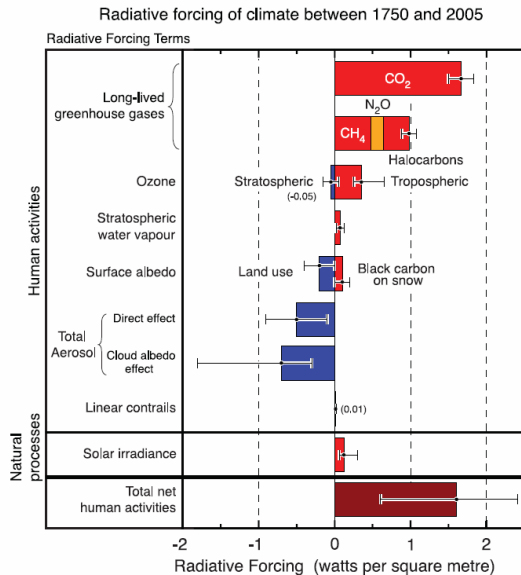 Radiative forcing of climate between 1750 and 2005
Radiative Forcing Terms
Human activities
Long-lived
greenhouse gases
CO2
N2O
CH4
Halocarbons
Ozone
Stratospheric
(-0.05)
Tropospheric
Stratospheric
water vapour
Surface albedo
Land use
Black carbon
on snow
Total
Aerosol
Direct effect
Cloud albedo
effect
Linear contrails
(0.01)
Natural
processes
Solar irradiance
Total net
human activities
-2 -1 0 1 2
Radiative Forcing (watts per square metre)